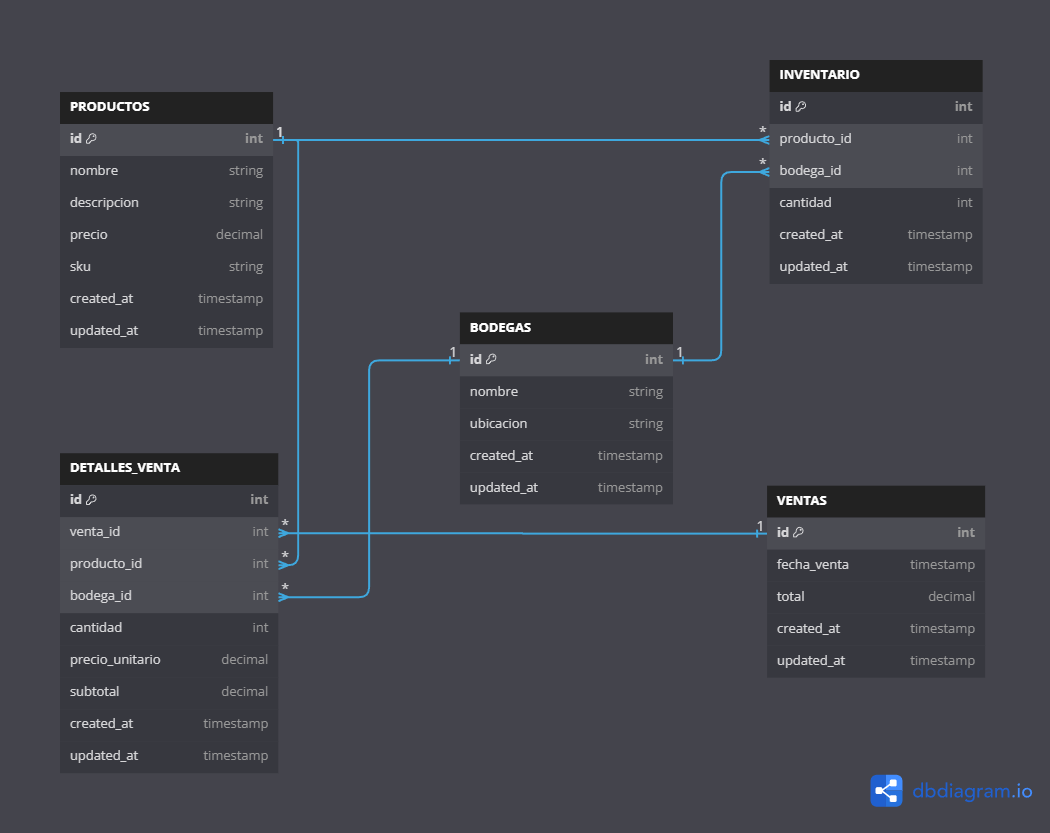 PRODUCTOS
id int
nombre string
descripcion string
precio decimal
sku string
created_at timestamp
updated_at timestamp
1
INVENTARIO
id int
* producto_id int
* bodega_id int
cantidad int
created_at timestamp
updated_at timestamp
BODEGAS
1 id int 1
nombre string
ubicacion string
created_at timestamp
updated_at timestamp
DETALLES_VENTA
id int
venta_id int *
producto_id int *
bodega_id int *
cantidad int
precio_unitario decimal
subtotal decimal
created_at timestamp
updated_at timestamp
VENTAS
1 id int
fecha_venta timestamp
total decimal
created_at timestamp
updated_at timestamp
dbdiagram.io